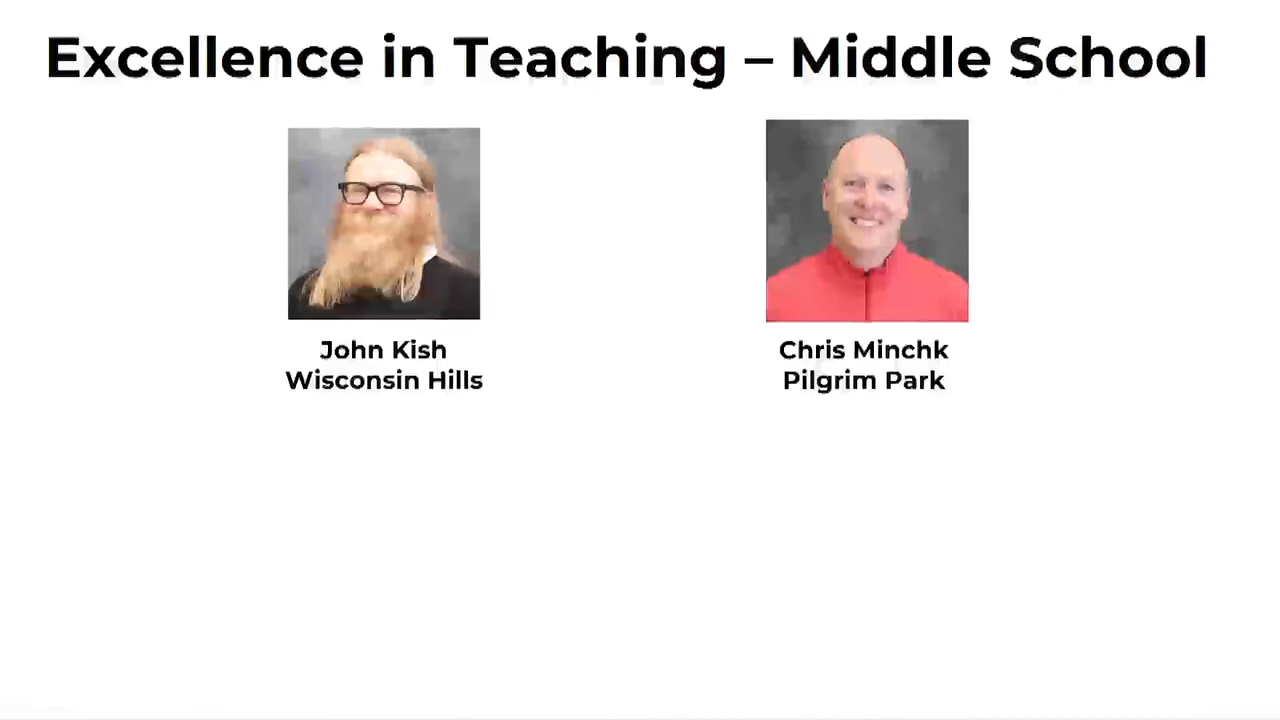 Excellence in Teaching – Middle School
John Kish
Wisconsin Hills
Chris Minchk
Pilgrim Park